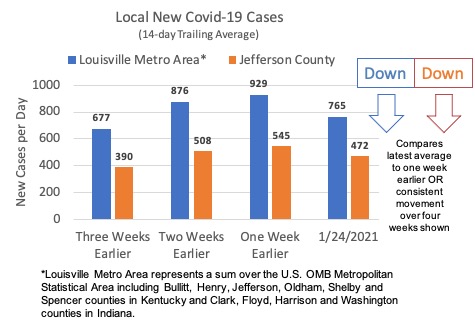 Local New Covid-19 Cases
(14-day Trailing Average)
Louisville Metro Area*
Jefferson County
Down
Down
New Cases per Day
1000
800
600
400
200
0
677
390
876
508
929
545
765
472
Three Weeks
Earlier
Two Weeks
Earlier
One Week
Earlier
1/24/2021
Compares
latest average
to one week
earlier OR
consistent
movement
over four
weeks shown
*Louisville Metro Area represents a sum over the U.S. OMB Metropolitan
Statistical Area including Bullitt, Henry, Jefferson, Oldham, Shelby and
Spencer counties in Kentucky and Clark, Floyd, Harrison and Washington
counties in Indiana.